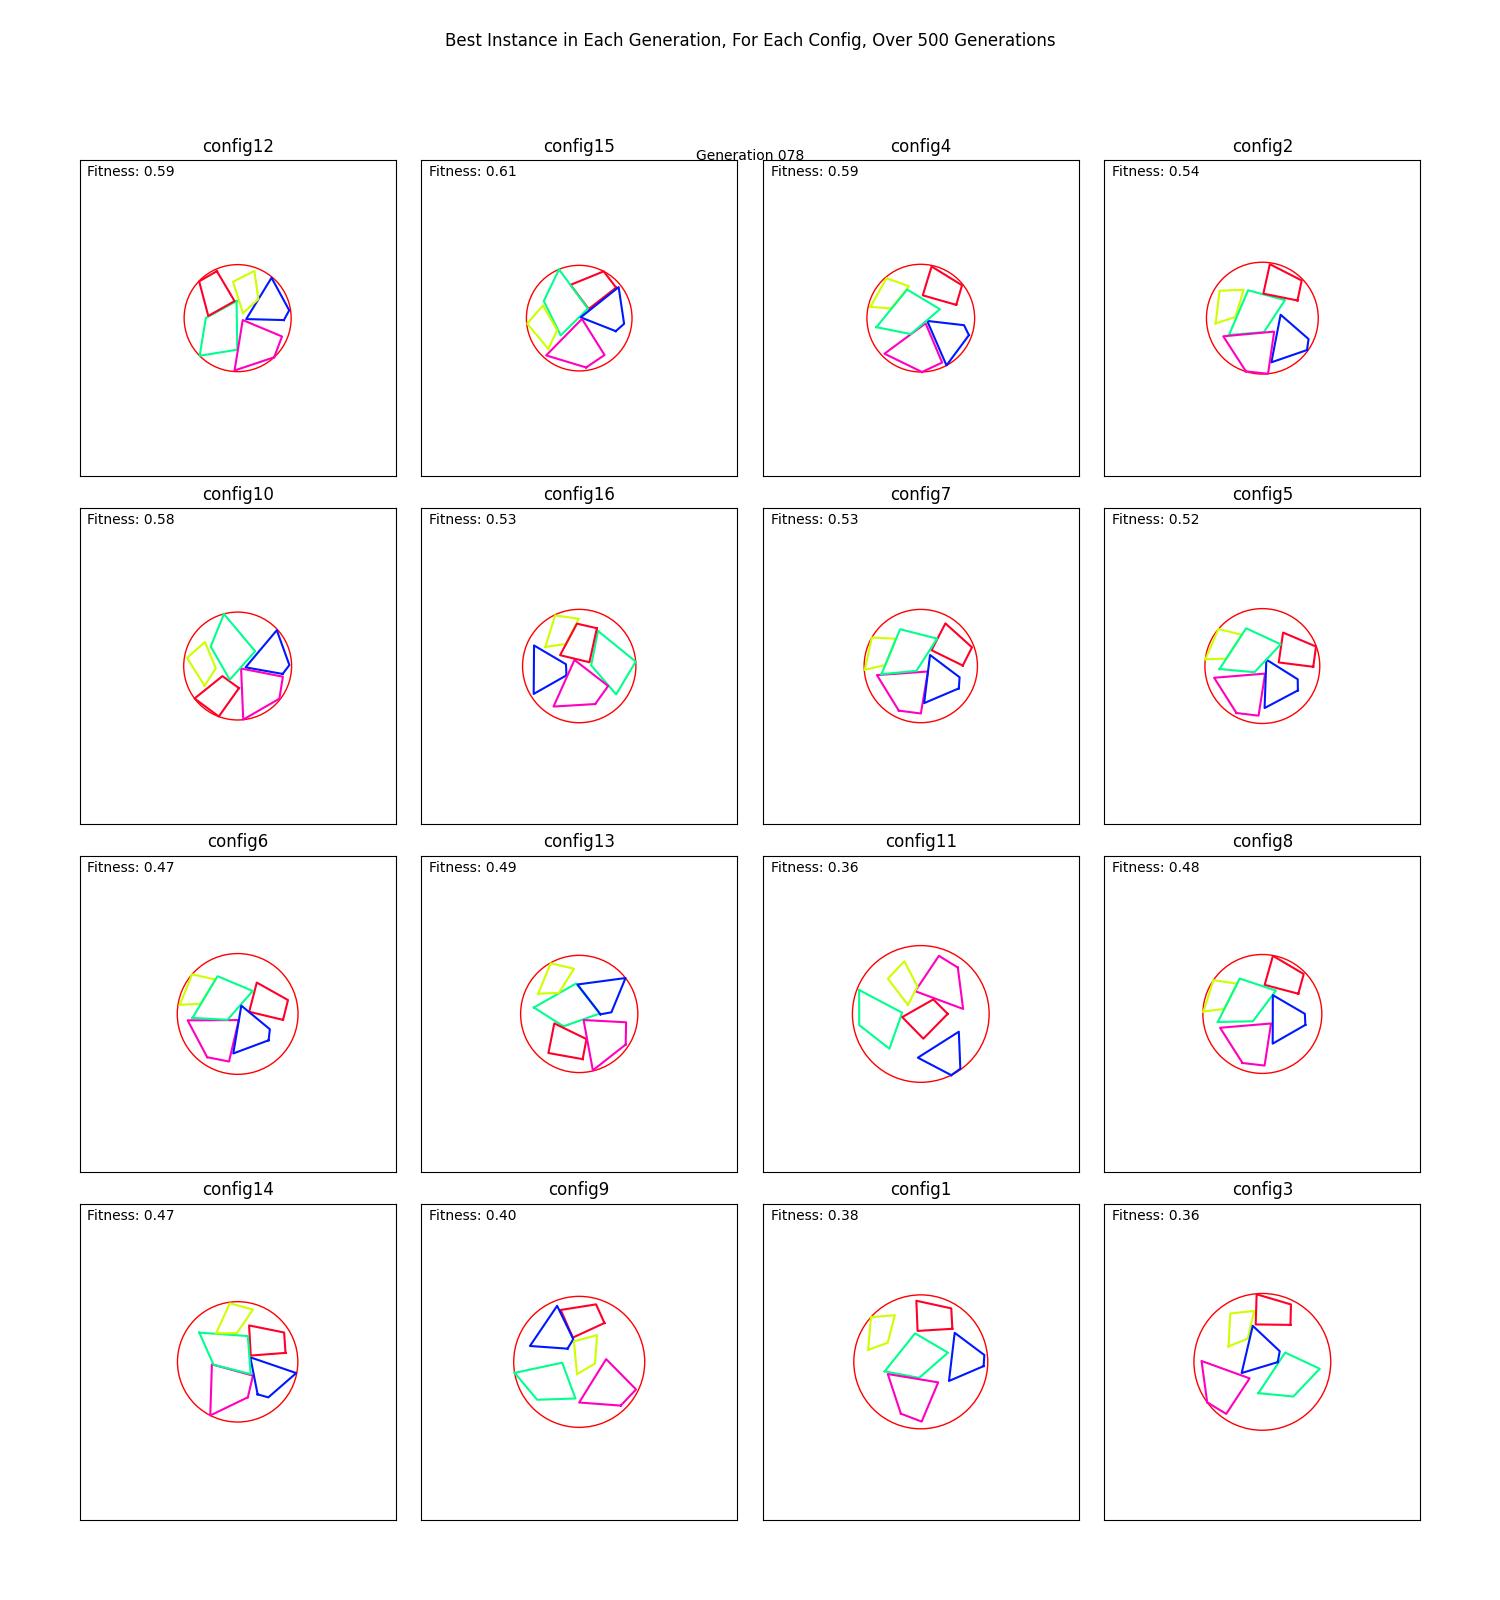 Best Instance in Each Generation, For Each Config, Over 500 Generations
Generation 078
config12
Fitness: 0.59
config15
Fitness: 0.61
config4
Fitness: 0.59
config2
Fitness: 0.54
config10
Fitness: 0.58
config16
Fitness: 0.53
config7
Fitness: 0.53
config5
Fitness: 0.52
config6
Fitness: 0.47
config13
Fitness: 0.49
config11
Fitness: 0.36
config8
Fitness: 0.48
config14
Fitness: 0.47
config9
Fitness: 0.40
config1
Fitness: 0.38
config3
Fitness: 0.36